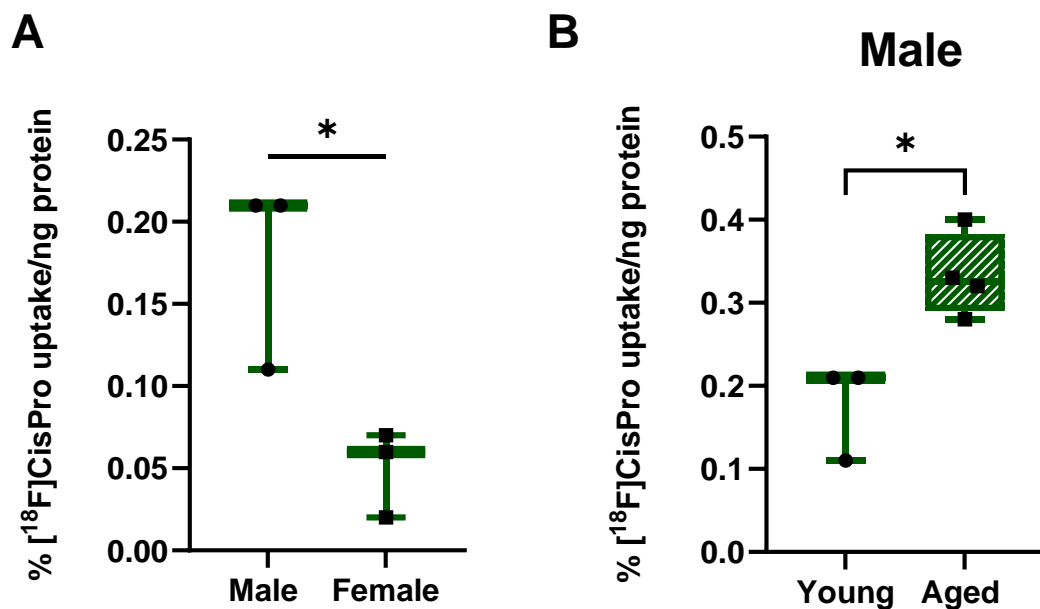 A
% [¹⁸F]CisPro uptake/ng protein
0.25
0.20
0.15
0.10
0.05
0.00
*
Male Female
B
Male
% [¹⁸F]CisPro uptake/ng protein
0.5
0.4
0.3
0.2
0.1
0.0
*
Young Aged